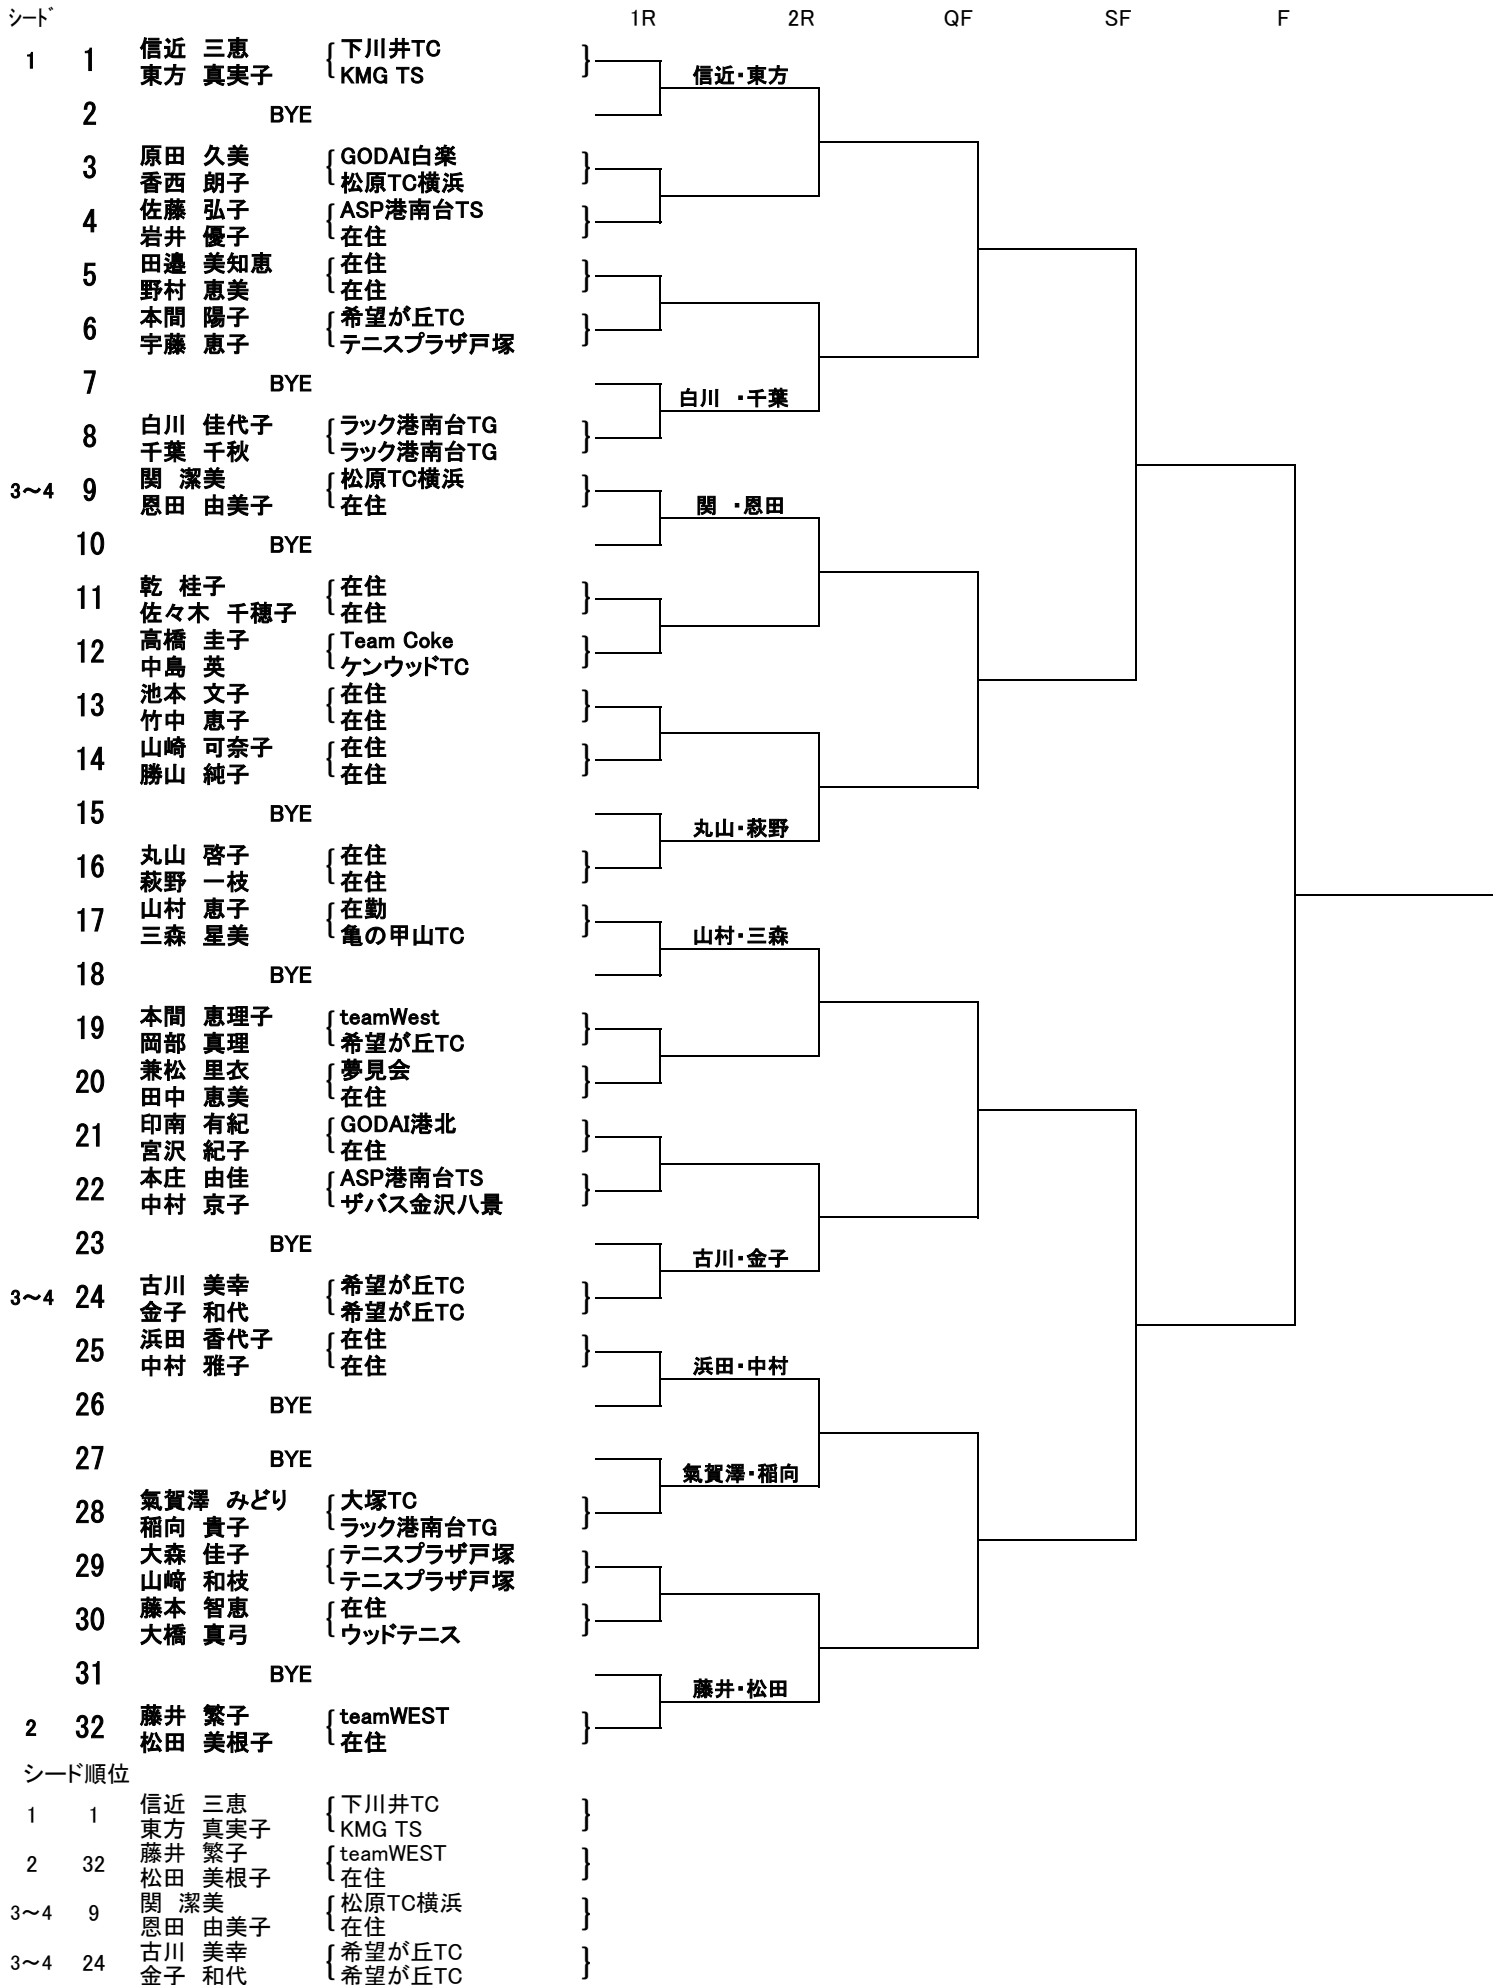 ｼｰﾄﾞ 1R 2R QF SF F
1 1 信近 三恵 { 下川井TC }
東方 真実子 KMG TS
信近・東方
2 BYE
3 原田 久美 { GODAI白楽 }
香西 朗子 松原TC横浜
4 佐藤 弘子 { ASP港南台TS }
岩井 優子 在住
5 田邉 美知恵 { 在住 }
野村 恵美 在住
6 本間 陽子 { 希望が丘TC }
宇藤 恵子 テニスプラザ戸塚
7 BYE
白川 ・千葉
8 白川 佳代子 { ラック港南台TG }
千葉 千秋 ラック港南台TG
3～4 9 関 潔美 { 松原TC横浜 }
恩田 由美子 在住
関 ・恩田
10 BYE
11 乾 桂子 { 在住 }
佐々木 千穂子 在住
12 高橋 圭子 { Team Coke }
中島 英 ケンウッドTC
13 池本 文子 { 在住 }
竹中 恵子 在住
14 山崎 可奈子 { 在住 }
勝山 純子 在住
15 BYE
丸山・萩野
16 丸山 啓子 { 在住 }
萩野 一枝 在住
17 山村 恵子 { 在勤 }
三森 星美 亀の甲山TC
山村・三森
18 BYE
19 本間 恵理子 { teamWest }
岡部 真理 希望が丘TC
20 兼松 里衣 { 夢見会 }
田中 恵美 在住
21 印南 有紀 { GODAI港北 }
宮沢 紀子 在住
22 本庄 由佳 { ASP港南台TS }
中村 京子 ザバス金沢八景
23 BYE
古川・金子
3～4 24 古川 美幸 { 希望が丘TC }
金子 和代 希望が丘TC
25 浜田 香代子 { 在住 }
中村 雅子 在住
浜田・中村
26 BYE
27 BYE
氣賀澤・稲向
28 氣賀澤 みどり { 大塚TC }
稲向 貴子 ラック港南台TG
29 大森 佳子 { テニスプラザ戸塚 }
山﨑 和枝 テニスプラザ戸塚
30 藤本 智恵 { 在住 }
大橋 真弓 ウッドテニス
31 BYE
藤井・松田
2 32 藤井 繁子 { teamWEST }
松田 美根子 在住
シード順位
1 1 信近 三恵 { 下川井TC }
東方 真実子 KMG TS
2 32 藤井 繁子 { teamWEST }
松田 美根子 在住
3～4 9 関 潔美 { 松原TC横浜 }
恩田 由美子 在住
3～4 24 古川 美幸 { 希望が丘TC }
金子 和代 希望が丘TC